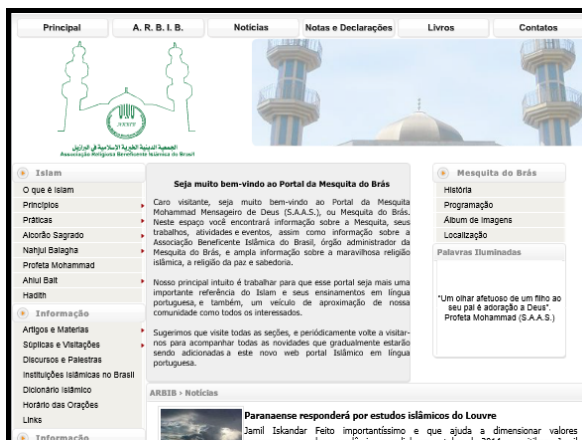 Principal A. R. B. I. B. Notícias Notas e Declarações Livros Contatos
ARBIB
الجمعية الدينية الخيرية الإسلامية في البرازيل
Associação Religiosa Beneficente Islâmica do Brasil
Islam
O que é Islam
Princípios
Práticas
Alcorão Sagrado
Nahjul Balagha
Profeta Mohammad
Ahlul Bait
Hadith
Informação
Artigos e Materias
Súplicas e Visitações
Discursos e Palestras
Instituições Islâmicas no Brasil
Dicionário Islâmico
Horário das Orações
Links
Informação
Seja muito bem-vindo ao Portal da Mesquita do Brás
Caro visitante, seja muito bem-vindo ao Portal da Mesquita
Mohammad Mensageiro de Deus (S.A.A.S.), ou Mesquita do Brás.
Neste espaço você encontrará informação sobre a Mesquita, seus
trabalhos, atividades e eventos, assim como informação sobre a
Associação Beneficente Islâmica do Brasil, órgão administrador da
Mesquita do Brás, e ampla informação sobre a maravilhosa religião
islâmica, a religião da paz e sabedoria.
Nosso principal intuito é trabalhar para que esse portal seja mais uma
importante referência do Islam e seus ensinamentos em língua
portuguesa, e também, um veículo de aproximação de nossa
comunidade como todos os interessados.
Sugerimos que visite todas as seções, e periódicamente volte a visitar-
nos para acompanhar todas as novidades que gradualmente estarão
sendo adicionadas a este novo web portal Islâmico em língua
portuguesa.
Mesquita do Brás
História
Programação
Álbum de Imagens
Localização
Palavras Iluminadas
"Um olhar afetuoso de um filho ao
seu pai é adoração a Deus".
Profeta Mohammad (S.A.A.S.)
ARBIB › Notícias
Paranaense responderá por estudos islâmicos do Louvre
Jamil Iskandar Feito importantíssimo e que ajuda a dimensionar valores